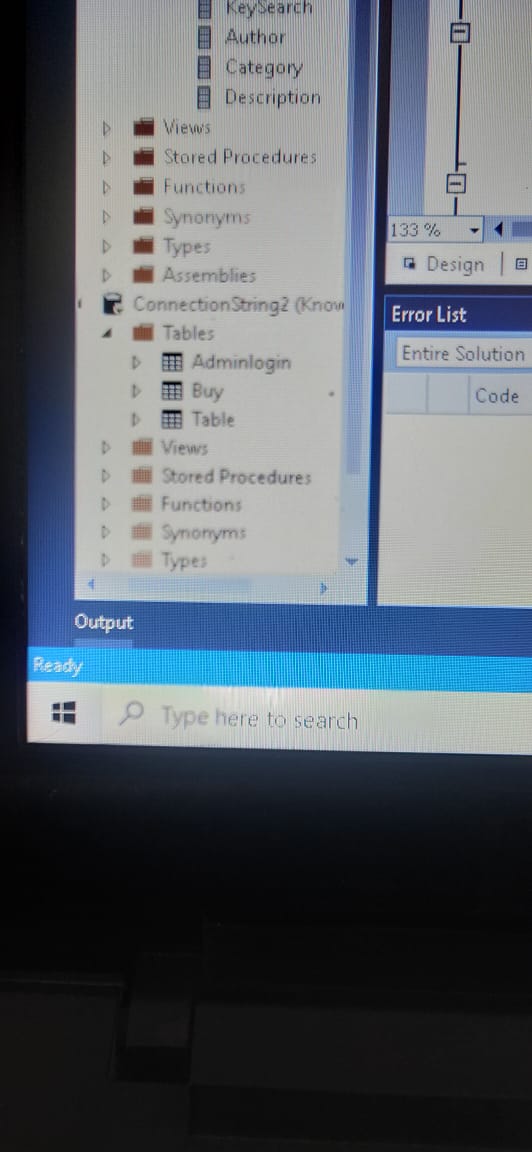 KeySearch
Author
Category
Description
Views
Stored Procedures
Functions
Synonyms
Types
Assemblies
ConnectionString2 (Know
Tables
Adminlogin
Buy
Table
Views
Stored Procedures
Functions
Synonyms
Types
133 %
Design
Error List
Entire Solution
Code
Output
Ready
Type here to search